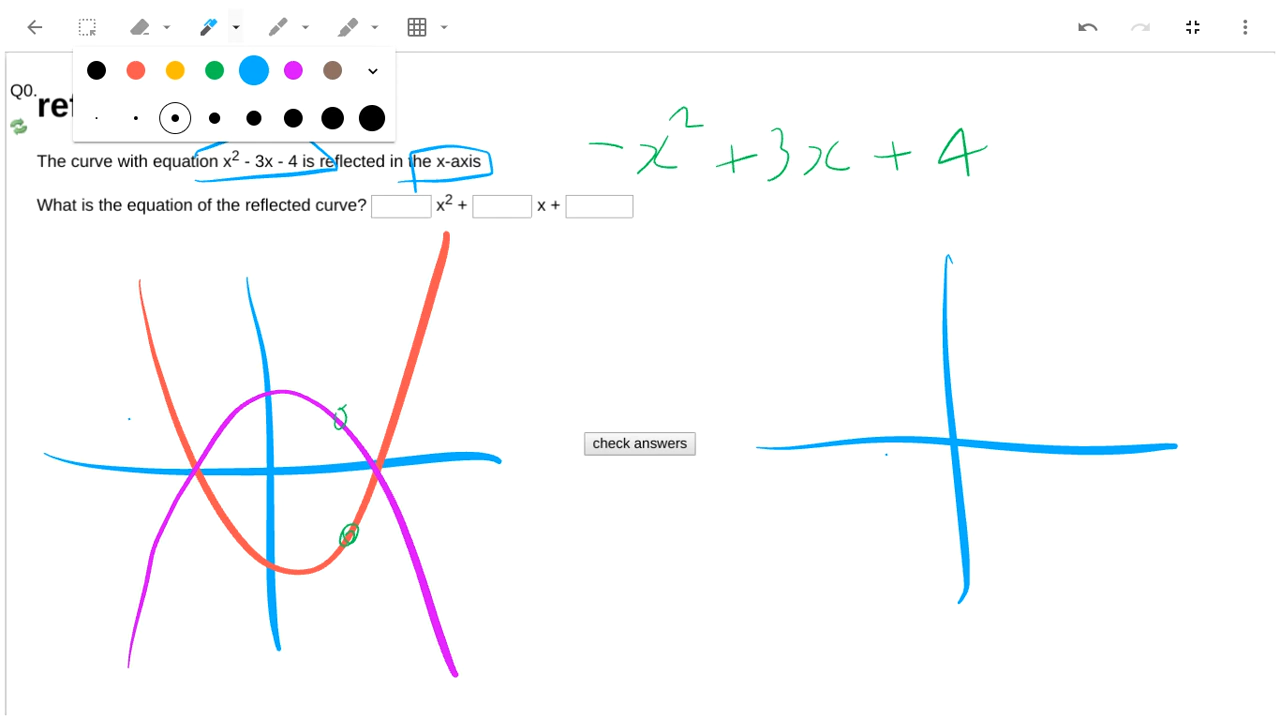 Q0.
ref
The curve with equation x² - 3x - 4 is reflected in the x-axis
What is the equation of the reflected curve? x² + x +
-x² + 3x + 4
check answers